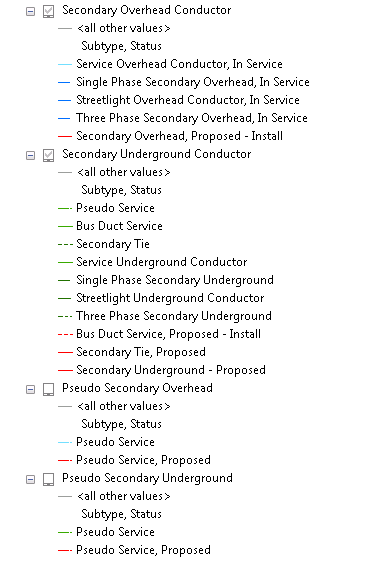 Secondary Overhead Conductor
<all other values>
Subtype, Status
Service Overhead Conductor, In Service
Single Phase Secondary Overhead, In Service
Streetlight Overhead Conductor, In Service
Three Phase Secondary Overhead, In Service
Secondary Overhead, Proposed - Install
Secondary Underground Conductor
<all other values>
Subtype, Status
Pseudo Service
Bus Duct Service
Secondary Tie
Service Underground Conductor
Single Phase Secondary Underground
Streetlight Underground Conductor
Three Phase Secondary Underground
Bus Duct Service, Proposed - Install
Secondary Tie, Proposed
Secondary Underground - Proposed
Pseudo Secondary Overhead
<all other values>
Subtype, Status
Pseudo Service
Pseudo Service, Proposed
Pseudo Secondary Underground
<all other values>
Subtype, Status
Pseudo Service
Pseudo Service, Proposed